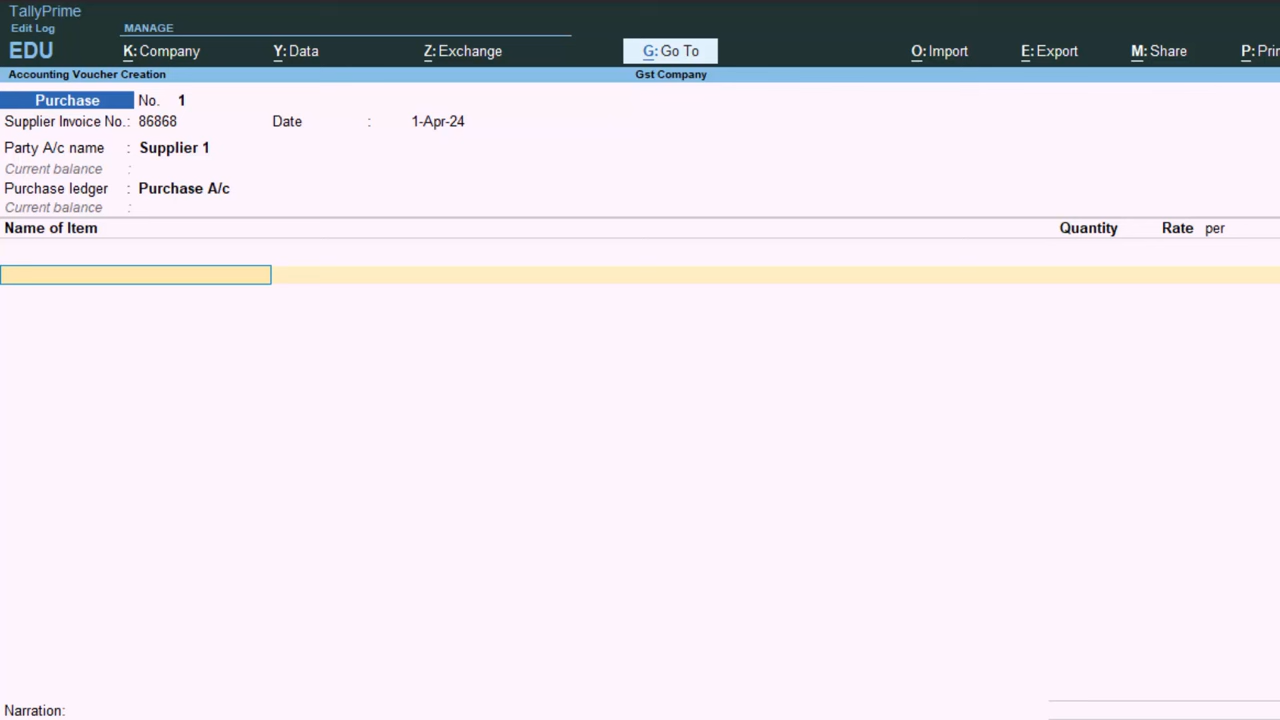 TallyPrime
Edit Log MANAGE
EDU K: Company Y: Data Z: Exchange G: Go To O: Import E: Export M: Share
Accounting Voucher Creation Gst Company
Purchase No. 1
Supplier Invoice No.: 86868 Date : 1-Apr-24
Party A/c name : Supplier 1
Current balance :
Purchase ledger : Purchase A/c
Current balance :
Name of Item Quantity Rate per
Narration: